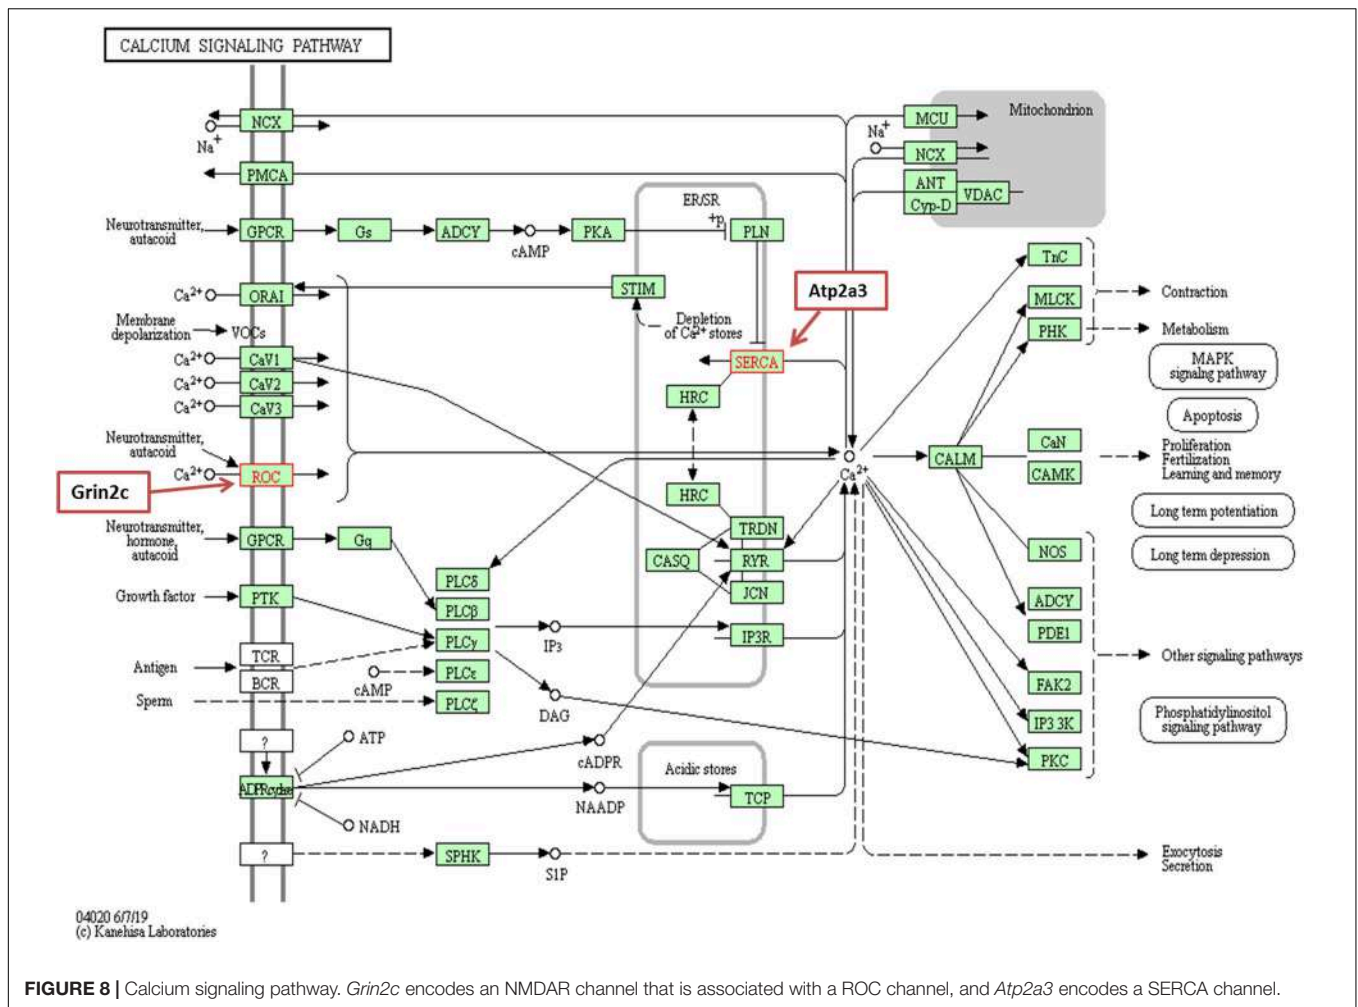 CALCIUM SIGNALING PATHWAY
NCX
Na+
PMCA
Neurotransmitter,
autacoid
GPCR
Gs
ADCY
cAMP
PKA
ER/SR
+p
PLN
MCU
Mitochondrion
Na+
NCX
ANT
Cyp-D
VDAC
Ca2+
ORAI
STIM
Depletion
of Ca2+ stores
Atp2a3
SERCA
Membrane
depolarization
VOCs
Ca2+
CaV1
Ca2+
CaV2
Ca2+
CaV3
HRC
HRC
Neurotransmitter,
autacoid
Ca2+
ROC
Grin2c
Neurotransmitter,
hormone,
autacoid
GPCR
Gq
TRDN
CASQ
RYR
JCN
IP3R
Growth factor
PTK
PLCδ
PLCβ
PLCγ
PLCε
PLCζ
IP3
cAMP
DAG
Antigen
TCR
BCR
Sperm
?
ATP
ADPRcyclase
NADH
cADPR
NAADP
Acidic stores
TCP
?
SPHK
S1P
Ca2+
CALM
TnC
MLCK
PHK
Contraction
Metabolism
MAPK
signaling pathway
Apoptosis
CaN
CAMK
Proliferation
Fertilization
Learning and memory
Long term potentiation
Long term depression
NOS
ADCY
PDE1
FAK2
IP3 3K
PKC
Other signaling pathways
Phosphatidylinositol
signaling pathway
Exocytosis
Secretion
04020 6/7/19
(c) Kanehisa Laboratories
FIGURE 8 | Calcium signaling pathway. Grin2c encodes an NMDAR channel that is associated with a ROC channel, and Atp2a3 encodes a SERCA channel.